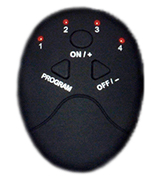 2 3
1 4
ON / +
PROGRAM OFF / –